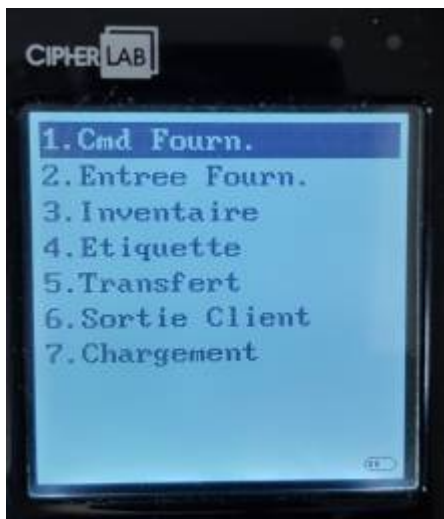 CIPHERLAB
1.Cmd Fourn.
2.Entree Fourn.
3.Inventaire
4.Etiquette
5.Transfert
6.Sortie Client
7.Chargement